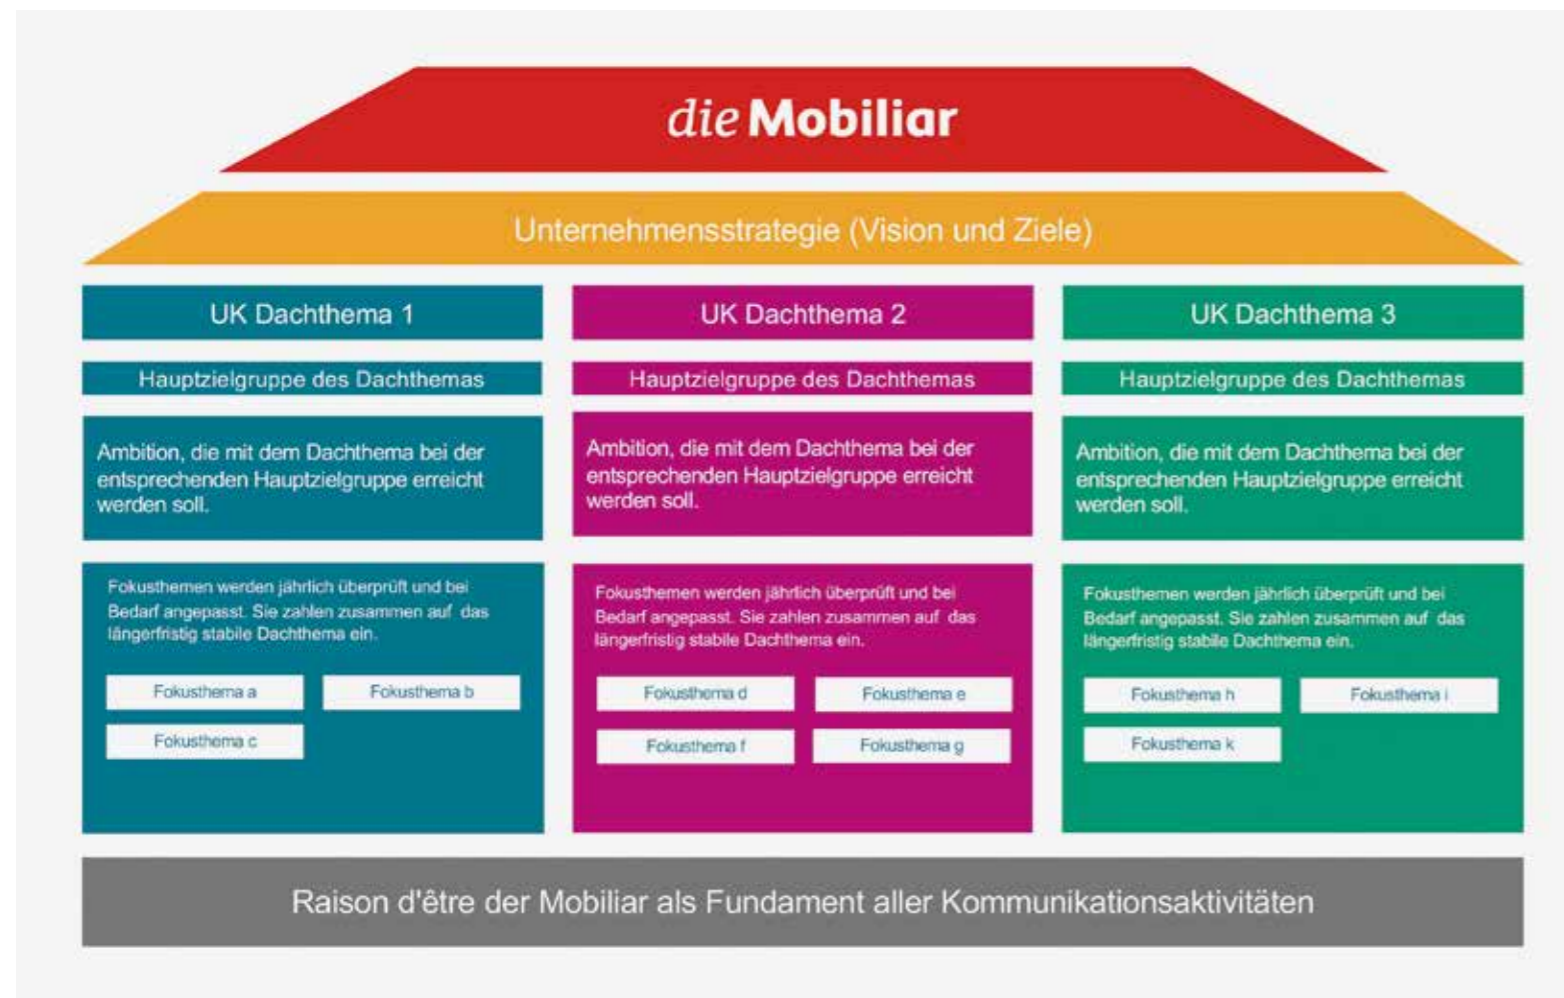 die Mobiliar
Unternehmensstrategie (Vision und Ziele)
UK Dachthema 1
Hauptzielgruppe des Dachthemas
Ambition, die mit dem Dachthema bei der
entsprechenden Hauptzielgruppe erreicht
werden soll.
Fokusthemen werden jährlich überprüft und bei
Bedarf angepasst. Sie zahlen zusammen auf das
längerfristig stabile Dachthema ein.
Fokusthema a
Fokusthema b
Fokusthema c
UK Dachthema 2
Hauptzielgruppe des Dachthemas
Ambition, die mit dem Dachthema bei der
entsprechenden Hauptzielgruppe erreicht
werden soll.
Fokusthemen werden jährlich überprüft und bei
Bedarf angepasst. Sie zahlen zusammen auf das
längerfristig stabile Dachthema ein.
Fokusthema d
Fokusthema e
Fokusthema f
Fokusthema g
UK Dachthema 3
Hauptzielgruppe des Dachthemas
Ambition, die mit dem Dachthema bei der
entsprechenden Hauptzielgruppe erreicht
werden soll.
Fokusthemen werden jährlich überprüft und bei
Bedarf angepasst. Sie zahlen zusammen auf das
längerfristig stabile Dachthema ein.
Fokusthema h
Fokusthema i
Fokusthema k
Raison d'être der Mobiliar als Fundament aller Kommunikationsaktivitäten